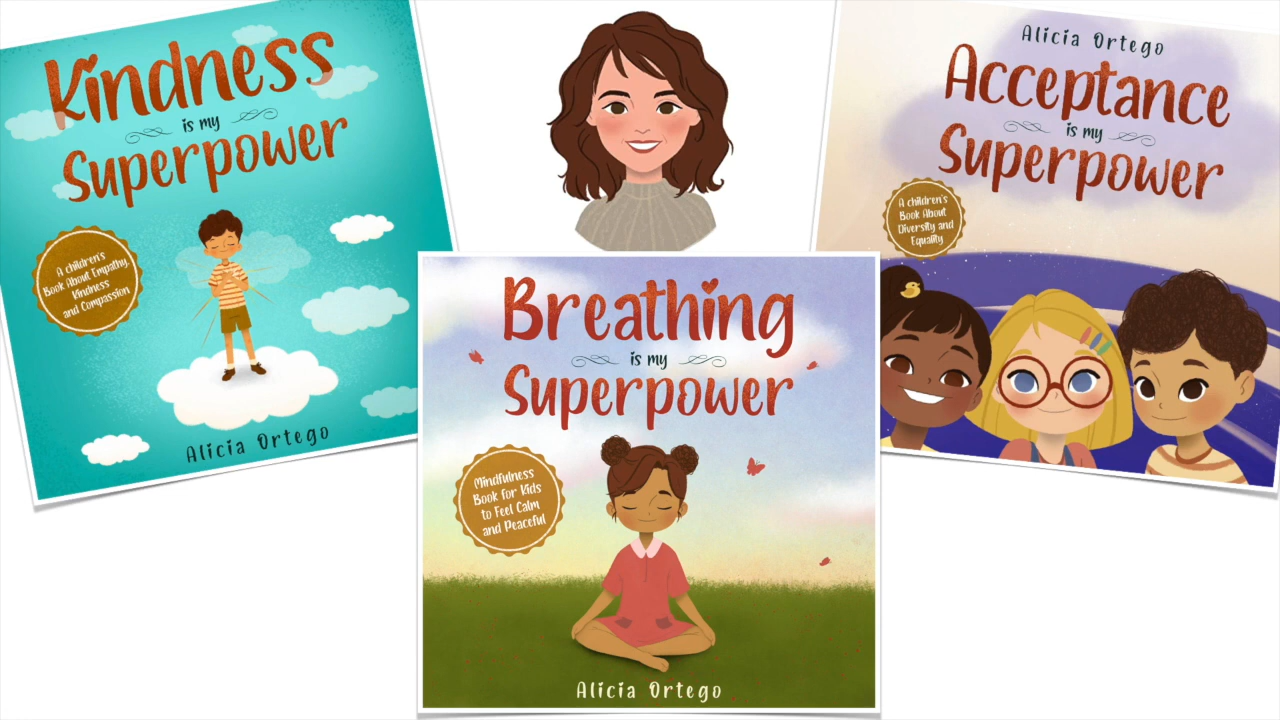 Kindness
is my
Superpower
A children's
Book About Empathy,
Kindness
and Compassion
Alicia Ortego
Breathing
is my
Superpower
Mindfulness
Book for Kids
to Feel Calm
and Peaceful
Alicia Ortego
Alicia Ortego
Acceptance
is my
Superpower
A children's
Book About
Diversity and
Equality